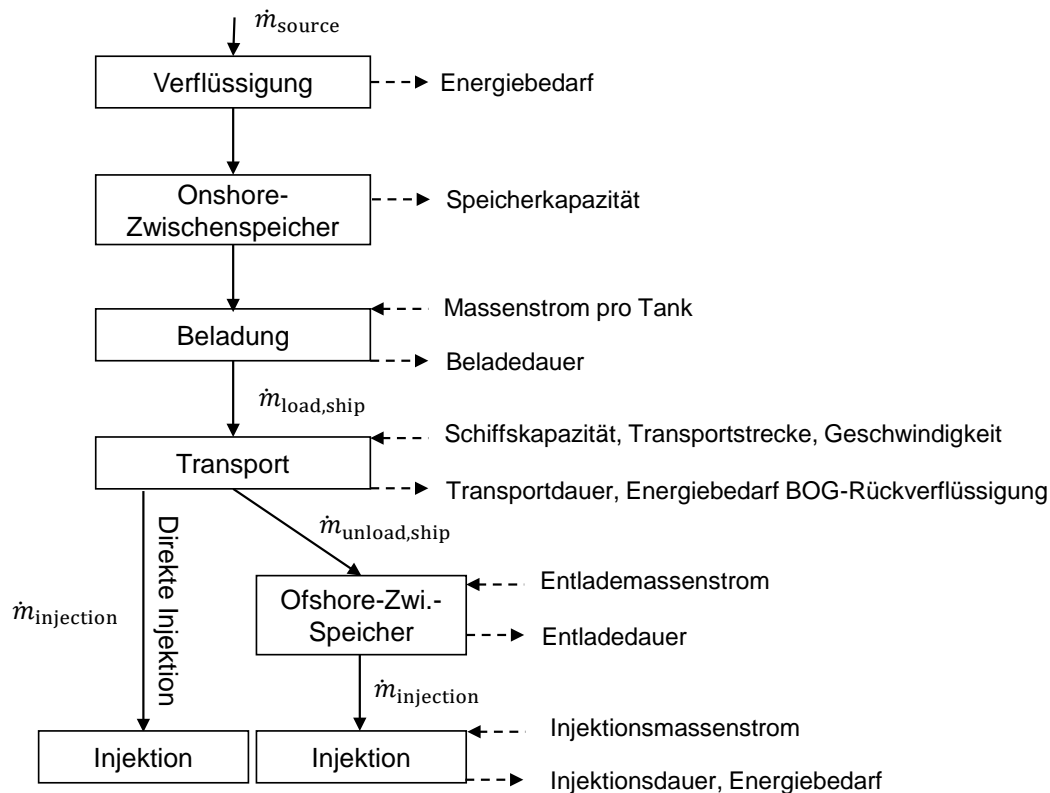 ṁsource
Verflüssigung
Energiebedarf
Onshore-
Zwischenspeicher
Speicherkapazität
Massenstrom pro Tank
Beladung
Beladedauer
ṁload,ship
Schiffskapazität, Transportstrecke, Geschwindigkeit
Transport
Transportdauer, Energiebedarf BOG-Rückverflüssigung
Direkte Injektion
ṁunload,ship
ṁinjection
Entlademassenstrom
Ofshore-Zwi.-
Speicher
Entladedauer
ṁinjection
Injektionsmassenstrom
Injektion
Injektion
Injektionsdauer, Energiebedarf